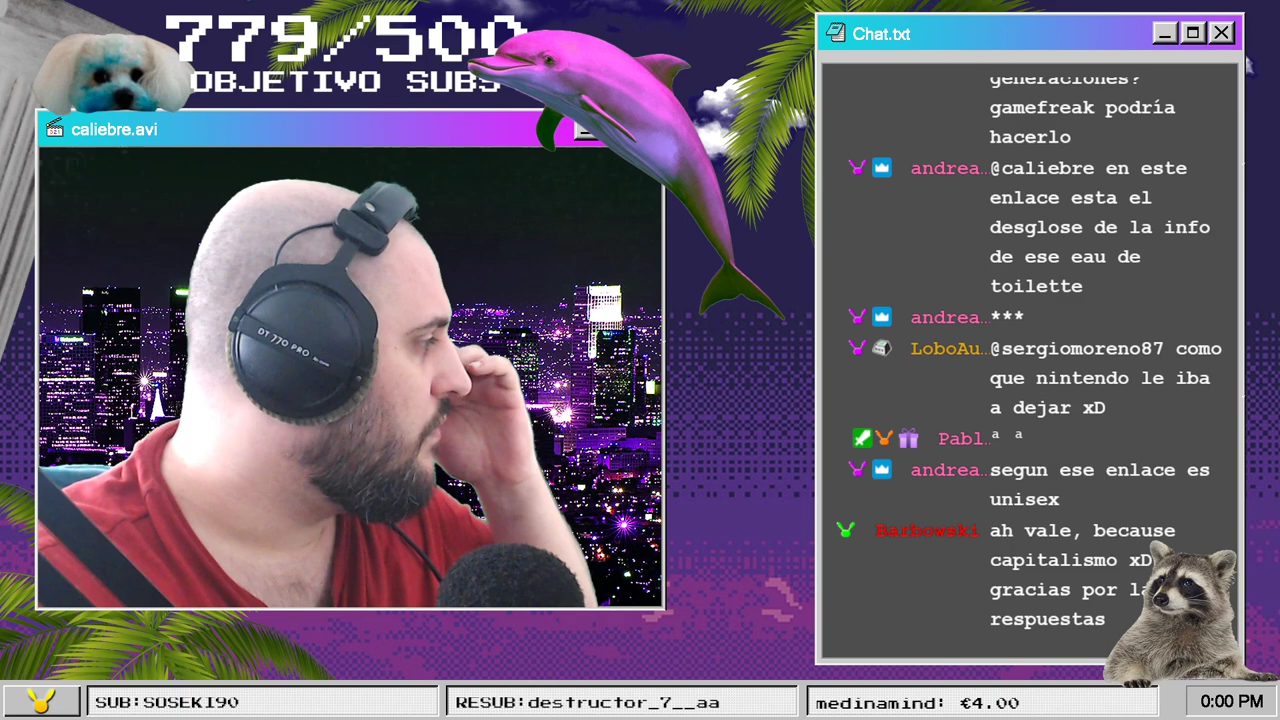 779/500
OBJETIVO SUBS
caliebre.avi
DT 770 PRO
Chat.txt
generaciones?
gamefreak podría
hacerlo
andrea.. @caliebre en este
enlace esta el
desglose de la info
de ese eau de
toilette
andrea.. ***
LoboAu.. @sergiomoreno87 como
que nintendo le iba
a dejar xD
Pabl.. ª ª
andrea.. segun ese enlace es
unisex
Barbowski ah vale, because
capitalismo xD
gracias por
respuestas
SUB:SOSEKI90
RESUB:destructor_7__aa
medinamind: €4.00
0:00 PM